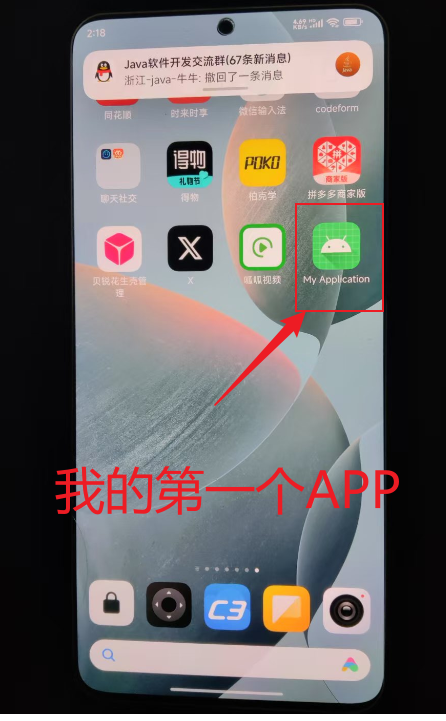 2:18
4.69
KB/s
Java软件开发交流群(67条新消息)
浙江-java-牛牛: 撤回了一条消息
同花顺
时来时享
微信输入法
codeform
聊天社交
得物
礼物节
得物
POKO
柏克学
拼
商家版
拼多多商家版
贝锐花生壳管理
X
呱呱视频
My Application
我的第一个APP
C3